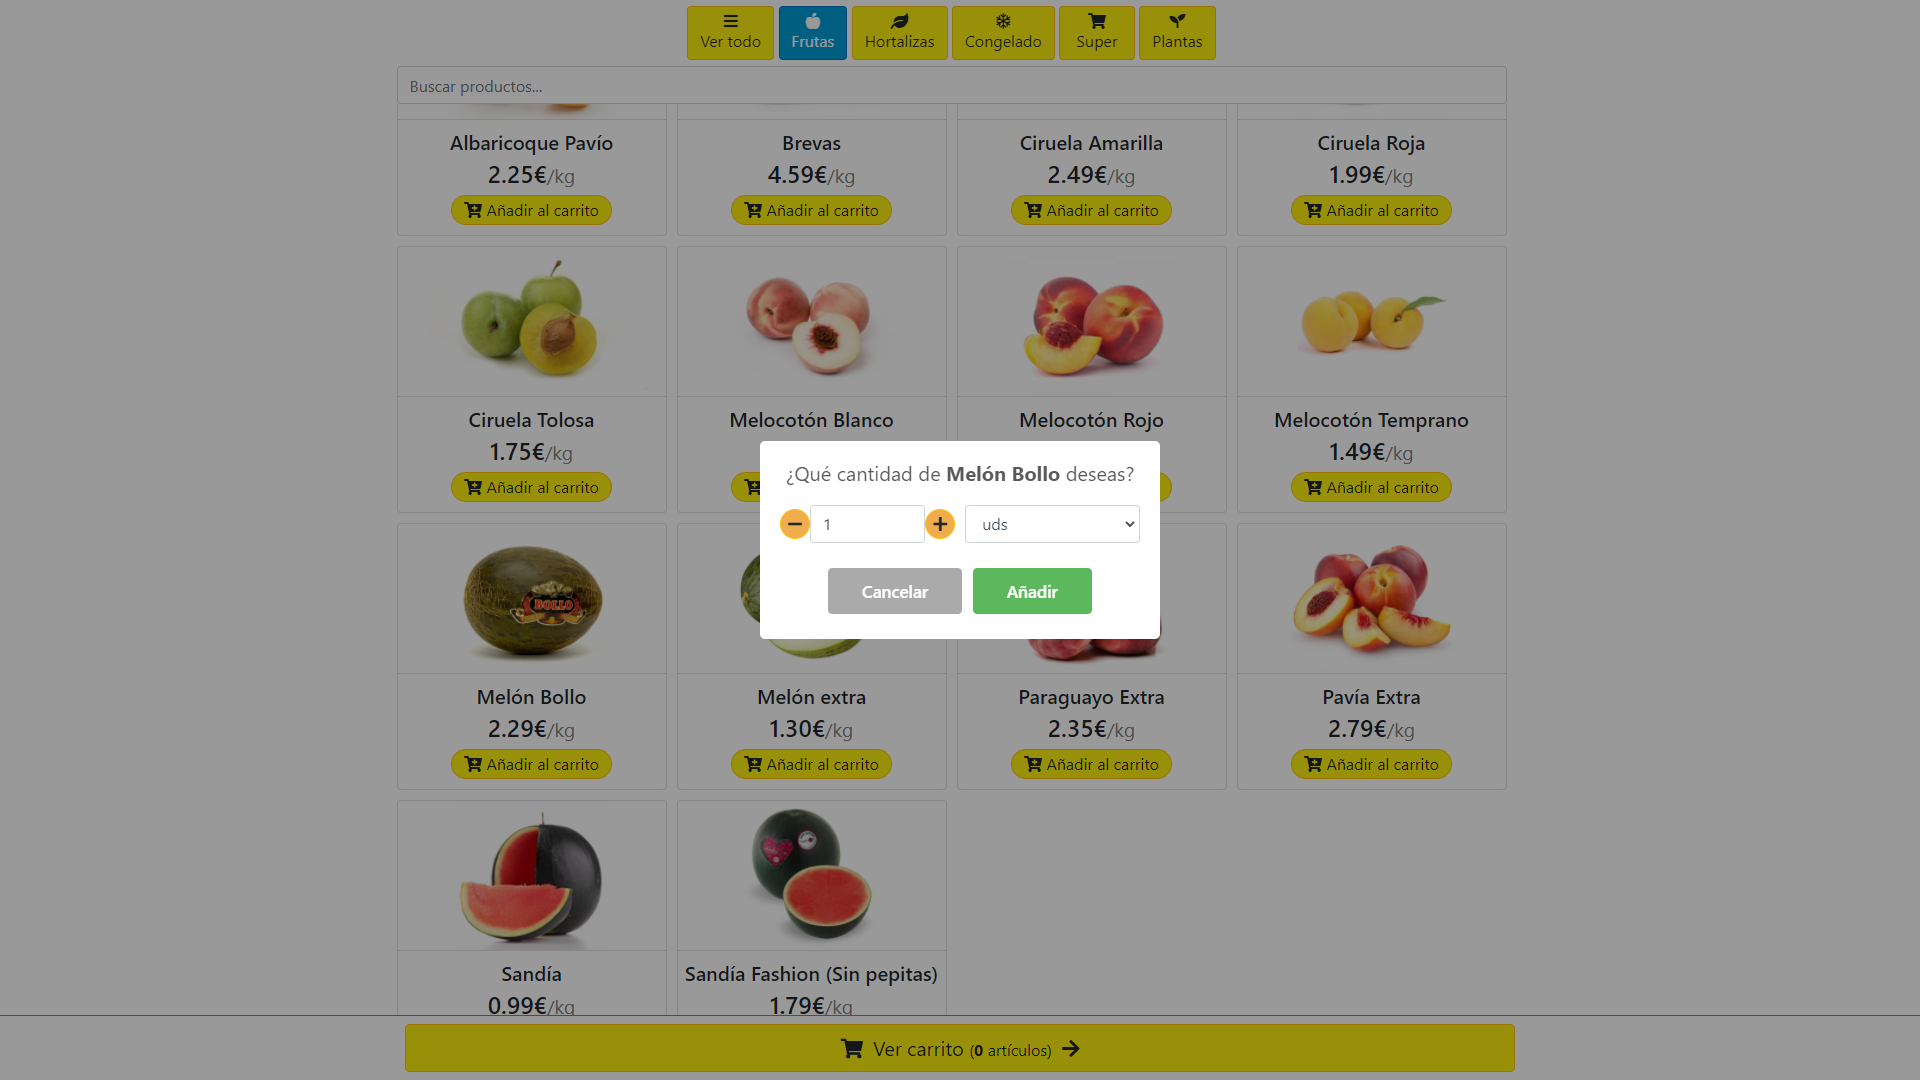 Ver todo
Frutas
Hortalizas
Congelado
Super
Plantas
Buscar productos...
Albaricoque Pavío
2.25€/kg
Añadir al carrito
Brevas
4.59€/kg
Añadir al carrito
Ciruela Amarilla
2.49€/kg
Añadir al carrito
Ciruela Roja
1.99€/kg
Añadir al carrito
Ciruela Tolosa
1.75€/kg
Añadir al carrito
Melocotón Blanco
Melocotón Rojo
Melocotón Temprano
1.49€/kg
Añadir al carrito
¿Qué cantidad de Melón Bollo deseas?
1
uds
Cancelar
Añadir
BOLLO
Melón Bollo
2.29€/kg
Añadir al carrito
Melón extra
1.30€/kg
Añadir al carrito
Paraguayo Extra
2.35€/kg
Añadir al carrito
Pavía Extra
2.79€/kg
Añadir al carrito
Sandía
0.99€/kg
Sandía Fashion (Sin pepitas)
1.79€/kg
Ver carrito (0 artículos)